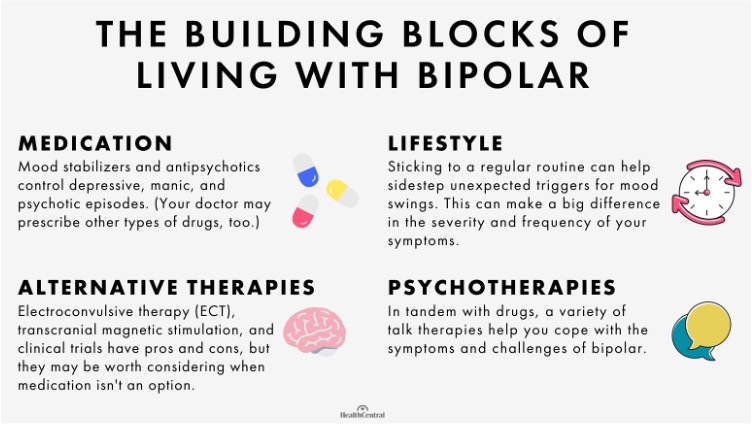 THE BUILDING BLOCKS OF
LIVING WITH BIPOLAR
MEDICATION
Mood stabilizers and antipsychotics
control depressive, manic, and
psychotic episodes. (Your doctor may
prescribe other types of drugs, too.)
LIFESTYLE
Sticking to a regular routine can help
sidestep unexpected triggers for mood
swings. This can make a big difference
in the severity and frequency of your
symptoms.
ALTERNATIVE THERAPIES
Electroconvulsive therapy (ECT),
transcranial magnetic stimulation, and
clinical trials have pros and cons, but
they may be worth considering when
medication isn't an option.
PSYCHOTHERAPIES
In tandem with drugs, a variety of
talk therapies help you cope with the
symptoms and challenges of bipolar.
HealthCentral